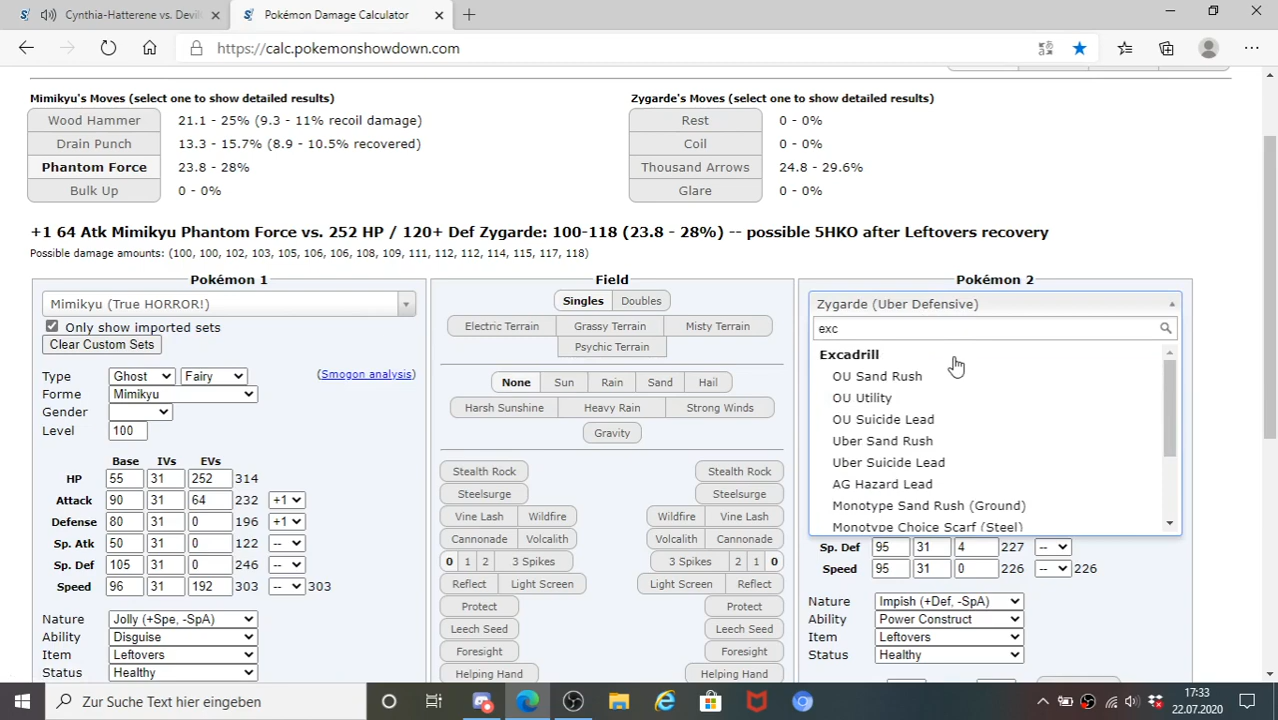 Cynthia-Hatterene vs. Devil
Pokémon Damage Calculator
https://calc.pokemonshowdown.com
Mimikyu's Moves (select one to show detailed results)
Wood Hammer 21.1 - 25% (9.3 - 11% recoil damage)
Drain Punch 13.3 - 15.7% (8.9 - 10.5% recovered)
Phantom Force 23.8 - 28%
Bulk Up 0 - 0%
Zygarde's Moves (select one to show detailed results)
Rest 0 - 0%
Coil 0 - 0%
Thousand Arrows 24.8 - 29.6%
Glare 0 - 0%
+1 64 Atk Mimikyu Phantom Force vs. 252 HP / 120+ Def Zygarde: 100-118 (23.8 - 28%) -- possible 5HKO after Leftovers recovery
Possible damage amounts: (100, 100, 102, 103, 105, 106, 106, 108, 109, 111, 112, 112, 114, 115, 117, 118)
Pokémon 1
Mimikyu (True HORROR!)
Only show imported sets
Clear Custom Sets
Type Ghost Fairy (Smogon analysis)
Forme Mimikyu
Gender
Level 100
Base IVs EVs
HP 55 31 252 314
Attack 90 31 64 232 +1
Defense 80 31 0 196 +1
Sp. Atk 50 31 0 122 --
Sp. Def 105 31 0 246 --
Speed 96 31 192 303 -- 303
Nature Jolly (+Spe, -SpA)
Ability Disguise
Item Leftovers
Status Healthy
Field
Singles Doubles
Electric Terrain Grassy Terrain Misty Terrain
Psychic Terrain
None Sun Rain Sand Hail
Harsh Sunshine Heavy Rain Strong Winds
Gravity
Stealth Rock Stealth Rock
Steelsurge Steelsurge
Vine Lash Wildfire Wildfire Vine Lash
Cannonade Volcalith Volcalith Cannonade
0 1 2 3 Spikes 3 Spikes 2 1 0
Reflect Light Screen Light Screen Reflect
Protect Protect
Leech Seed Leech Seed
Foresight Foresight
Helping Hand Helping Hand
Pokémon 2
Zygarde (Uber Defensive)
exc
Excadrill
OU Sand Rush
OU Utility
OU Suicide Lead
Uber Sand Rush
Uber Suicide Lead
AG Hazard Lead
Monotype Sand Rush (Ground)
Monotype Choice Scarf (Steel)
Sp. Def 95 31 4 227 --
Speed 95 31 0 226 -- 226
Nature Impish (+Def, -SpA)
Ability Power Construct
Item Leftovers
Status Healthy
Zur Suche Text hier eingeben
17:33
22.07.2020